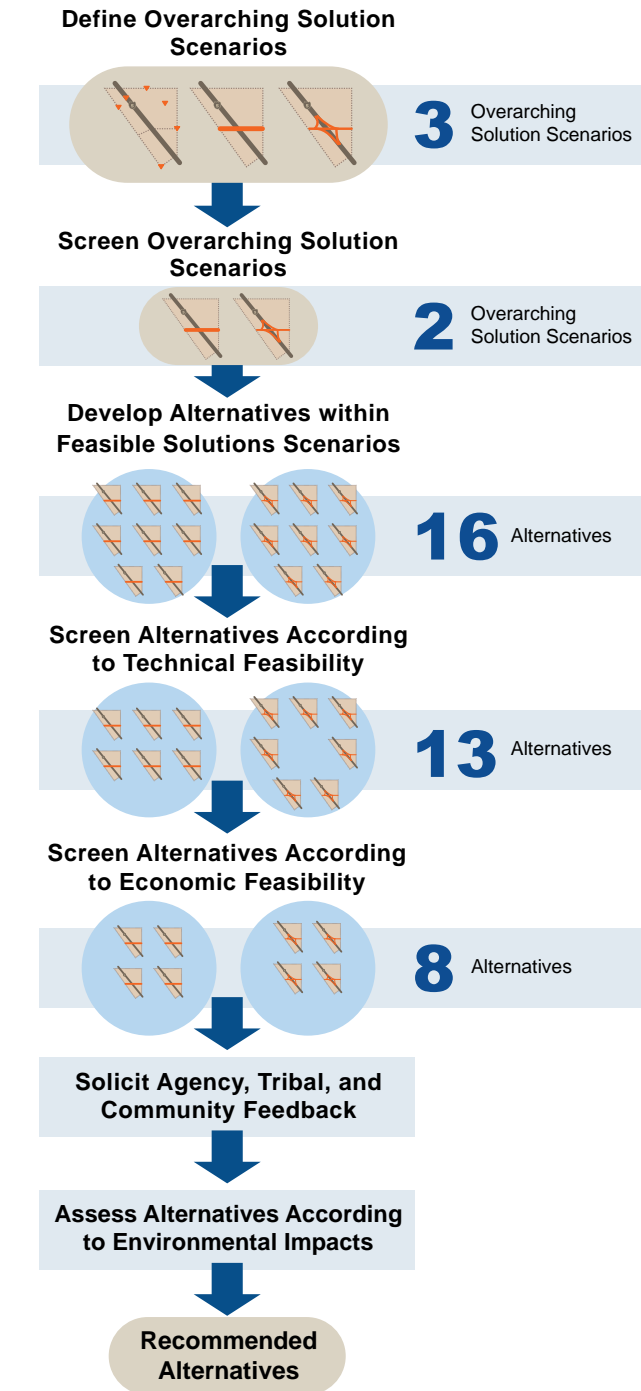 Define Overarching Solution
Scenarios
3
Overarching
Solution Scenarios
Screen Overarching Solution
Scenarios
2
Overarching
Solution Scenarios
Develop Alternatives within
Feasible Solutions Scenarios
16
Alternatives
Screen Alternatives According
to Technical Feasibility
13
Alternatives
Screen Alternatives According
to Economic Feasibility
8
Alternatives
Solicit Agency, Tribal, and
Community Feedback
Assess Alternatives According
to Environmental Impacts
Recommended
Alternatives